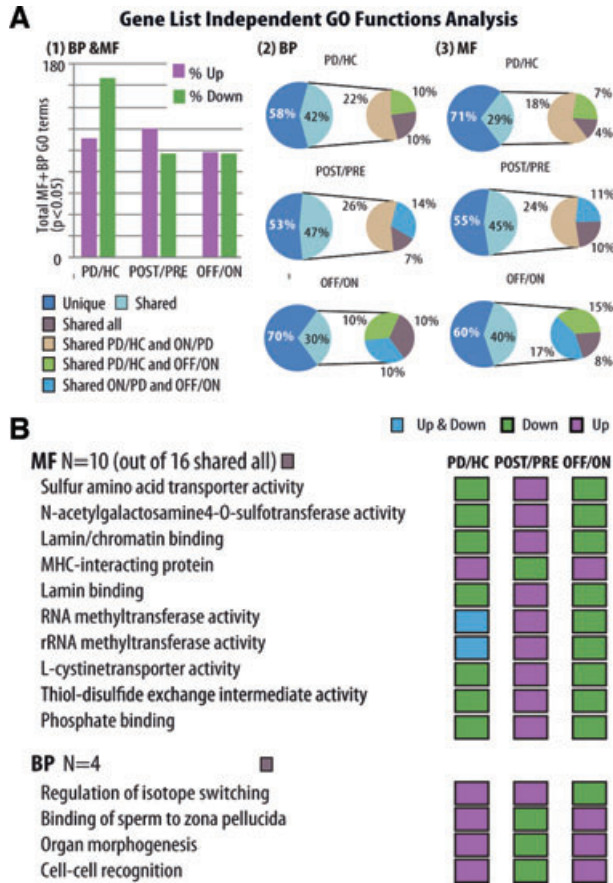 A
Gene List Independent GO Functions Analysis
(1) BP &MF
(2) BP
(3) MF
180
Total MF+BP GO terms
(p<0.05)
0
% Up
% Down
PD/HC
POST/PRE
OFF/ON
Unique
Shared
Shared all
Shared PD/HC and ON/PD
Shared PD/HC and OFF/ON
Shared ON/PD and OFF/ON
PD/HC
58%
42%
22%
10%
10%
POST/PRE
53%
47%
26%
14%
7%
OFF/ON
70%
30%
10%
10%
10%
PD/HC
71%
29%
18%
7%
4%
POST/PRE
55%
45%
24%
11%
10%
OFF/ON
60%
40%
17%
15%
8%
B
Up & Down
Down
Up
MF N=10 (out of 16 shared all)
PD/HC POST/PRE OFF/ON
Sulfur amino acid transporter activity
N-acetylgalactosamine4-O-sulfotransferase activity
Lamin/chromatin binding
MHC-interacting protein
Lamin binding
RNA methyltransferase activity
rRNA methyltransferase activity
L-cystinetransporter activity
Thiol-disulfide exchange intermediate activity
Phosphate binding
BP N=4
Regulation of isotope switching
Binding of sperm to zona pellucida
Organ morphogenesis
Cell-cell recognition